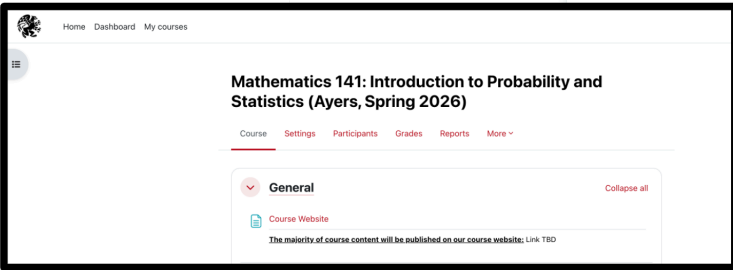 Home Dashboard My courses
Mathematics 141: Introduction to Probability and
Statistics (Ayers, Spring 2026)
Course Settings Participants Grades Reports More
General Collapse all
Course Website
The majority of course content will be published on our course website: Link TBD